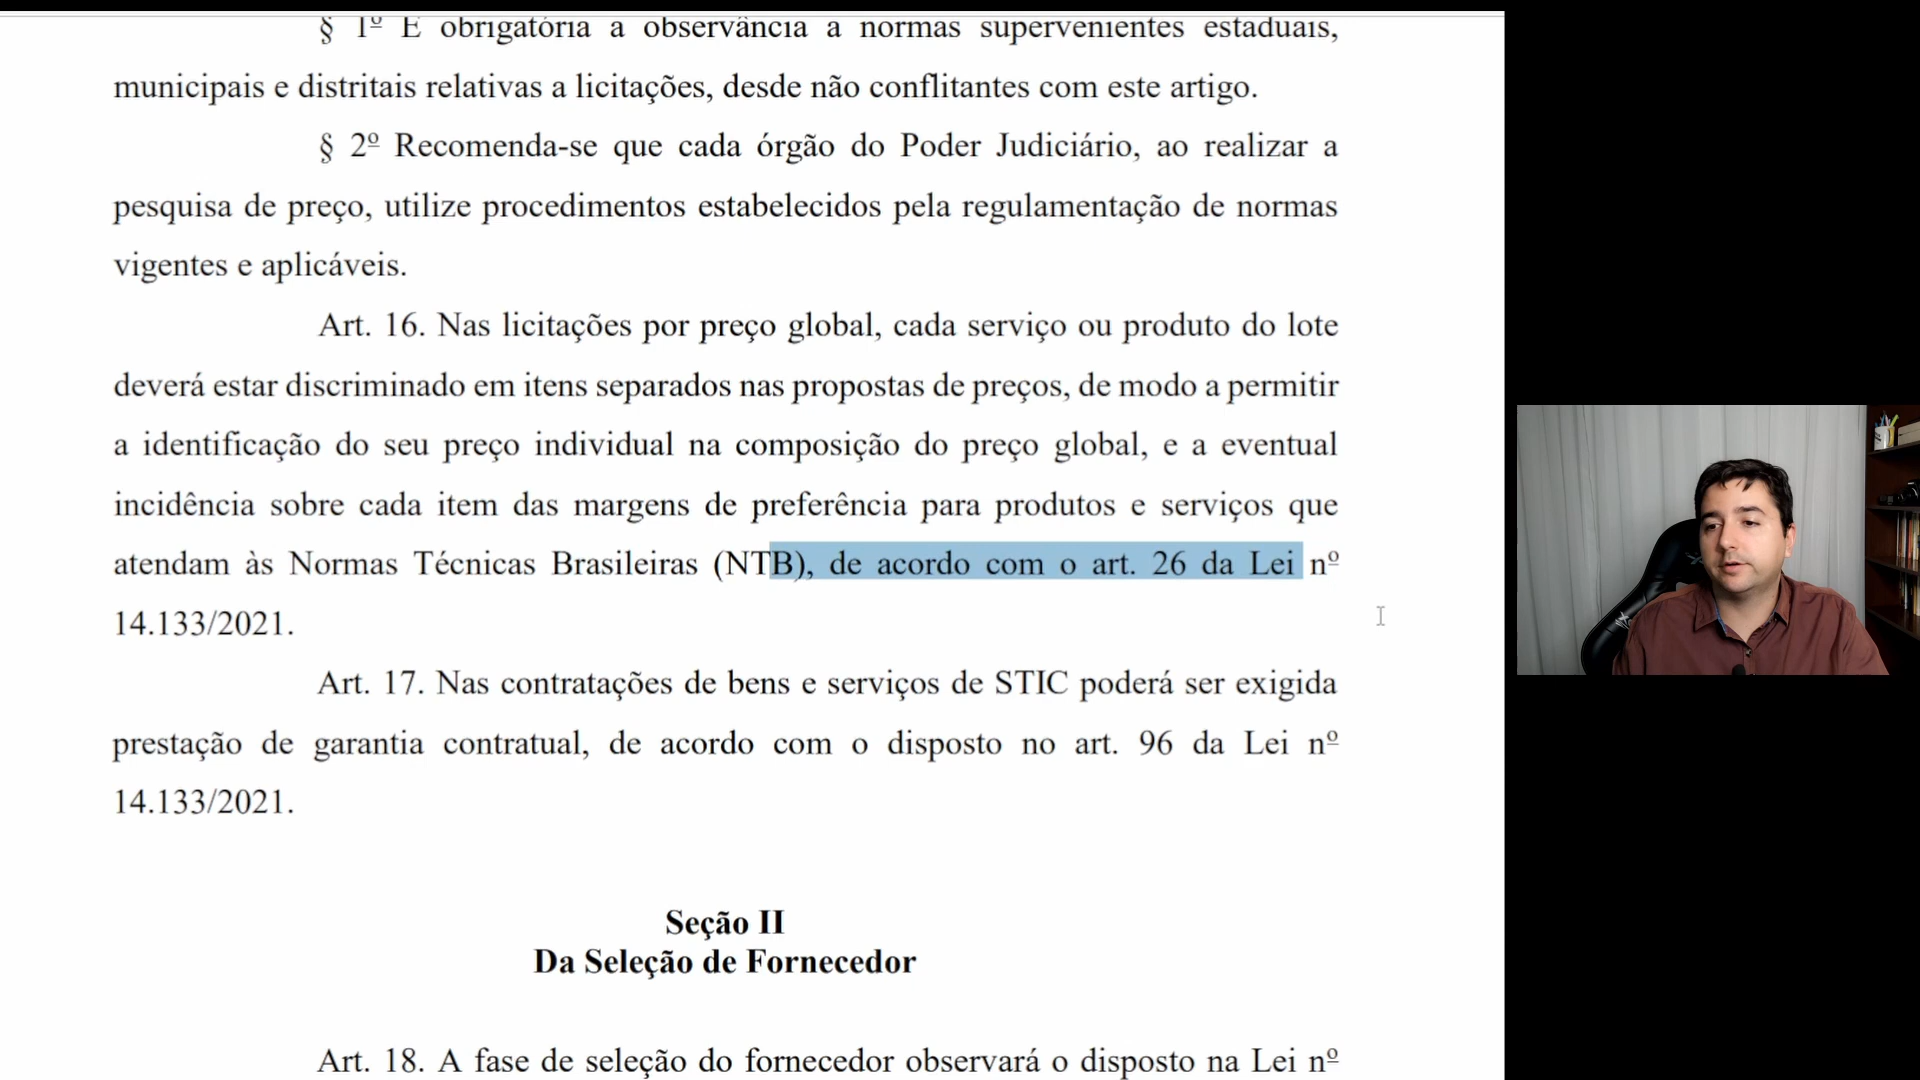 § 1º É obrigatória a observância a normas supervenientes estaduais,
municipais e distritais relativas a licitações, desde não conflitantes com este artigo.
§ 2º Recomenda-se que cada órgão do Poder Judiciário, ao realizar a
pesquisa de preço, utilize procedimentos estabelecidos pela regulamentação de normas
vigentes e aplicáveis.
Art. 16. Nas licitações por preço global, cada serviço ou produto do lote
deverá estar discriminado em itens separados nas propostas de preços, de modo a permitir
a identificação do seu preço individual na composição do preço global, e a eventual
incidência sobre cada item das margens de preferência para produtos e serviços que
atendam às Normas Técnicas Brasileiras (NTB), de acordo com o art. 26 da Lei nº
14.133/2021.
Art. 17. Nas contratações de bens e serviços de STIC poderá ser exigida
prestação de garantia contratual, de acordo com o disposto no art. 96 da Lei nº
14.133/2021.
Seção II
Da Seleção de Fornecedor
Art. 18. A fase de seleção do fornecedor observará o disposto na Lei nº